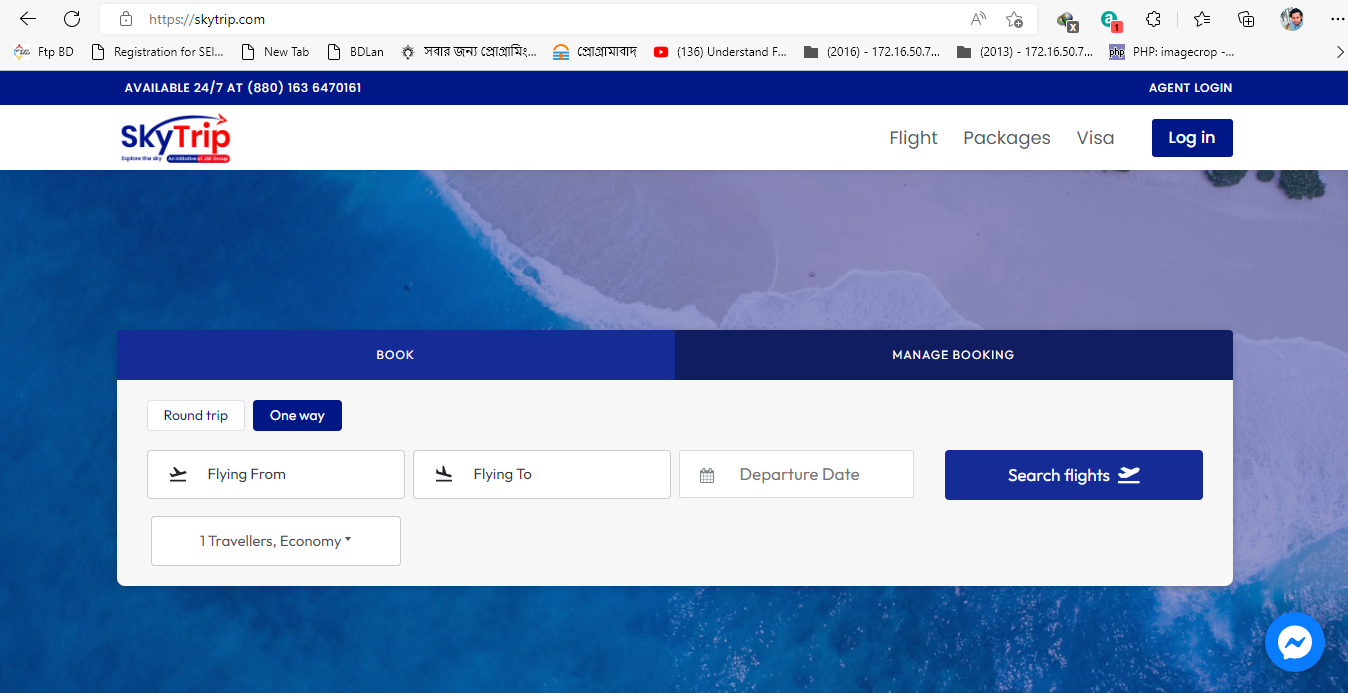 https://skytrip.com
Ftp BD
Registration for SEI...
New Tab
BDLan
সবার জন্য প্রোগ্রামিং...
প্রোগ্রামাবাদ
(136) Understand F...
(2016) - 172.16.50.7...
(2013) - 172.16.50.7...
php
PHP: imagecrop -...
AVAILABLE 24/7 AT (880) 163 6470161
AGENT LOGIN
SkyTrip
Explore the sky An Initiative of JSK Group
Flight
Packages
Visa
Log in
BOOK
MANAGE BOOKING
Round trip
One way
Flying From
Flying To
Departure Date
Search flights
1 Travellers, Economy